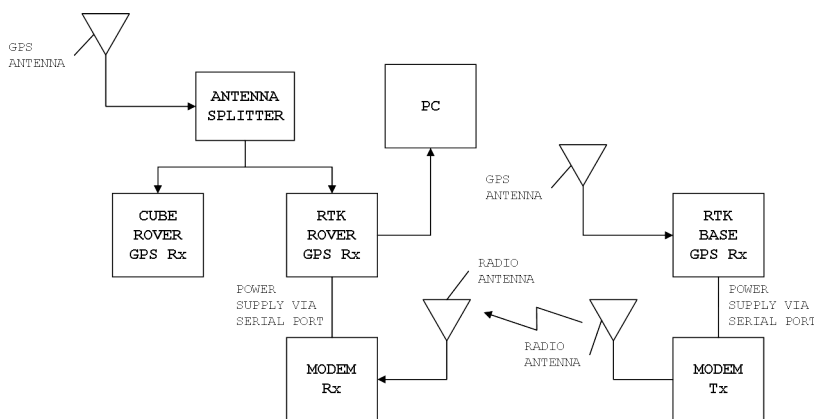 GPS
ANTENNA
ANTENNA
SPLITTER
PC
GPS
ANTENNA
CUBE
ROVER
GPS Rx
RTK
ROVER
GPS Rx
RTK
BASE
GPS Rx
RADIO
ANTENNA
POWER
SUPPLY VIA
SERIAL PORT
POWER
SUPPLY VIA
SERIAL PORT
RADIO
ANTENNA
MODEM
Rx
MODEM
Tx